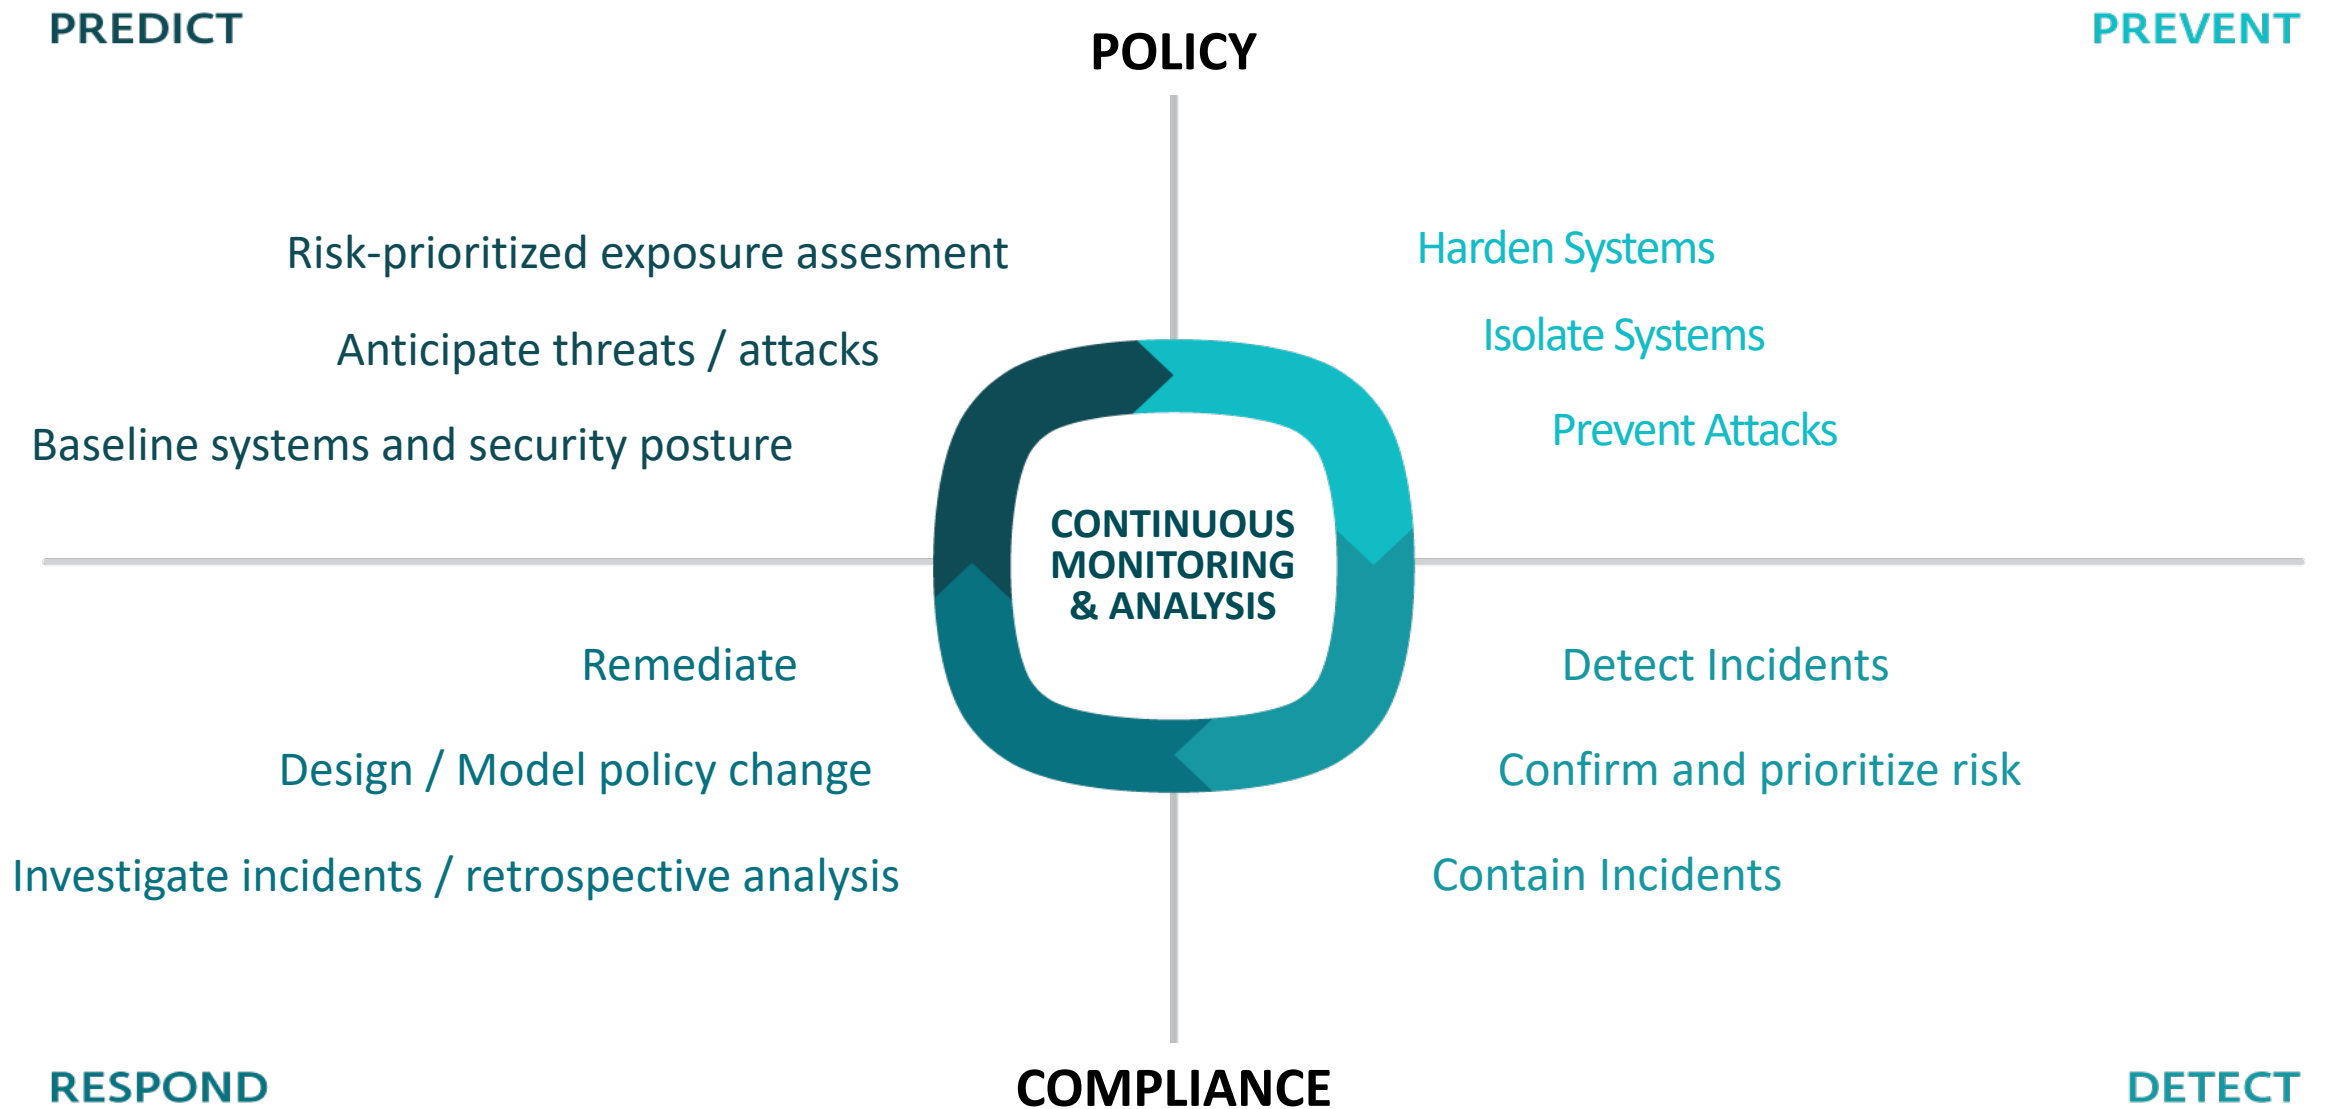 PREDICT
POLICY
PREVENT
Risk-prioritized exposure assesment
Anticipate threats / attacks
Baseline systems and security posture
Harden Systems
Isolate Systems
Prevent Attacks
CONTINUOUS
MONITORING
& ANALYSIS
Remediate
Design / Model policy change
Investigate incidents / retrospective analysis
Detect Incidents
Confirm and prioritize risk
Contain Incidents
RESPOND
COMPLIANCE
DETECT